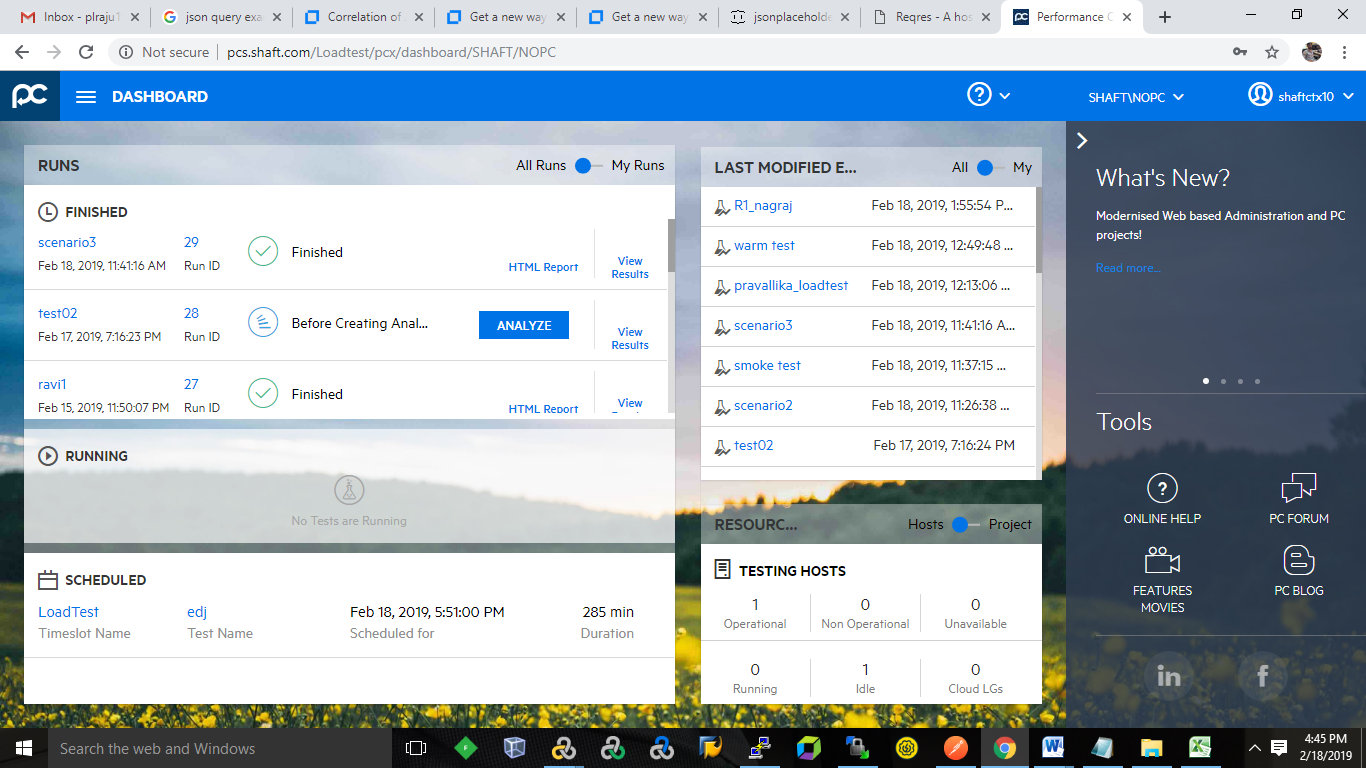 Inbox - plraju1
json query exa
Correlation of
Get a new way
Get a new way
jsonplaceholde
Reqres - A hos
Performance C
Not secure | pcs.shaft.com/Loadtest/pcx/dashboard/SHAFT/NOPC
PC DASHBOARD
SHAFT\NOPC
shaftctx10
RUNS
All Runs My Runs
FINISHED
scenario3 29 Finished
Feb 18, 2019, 11:41:16 AM Run ID HTML Report View Results
test02 28 Before Creating Anal... ANALYZE
Feb 17, 2019, 7:16:23 PM Run ID View Results
ravi1 27 Finished
Feb 15, 2019, 11:50:07 PM Run ID HTML Report View
RUNNING
No Tests are Running
SCHEDULED
LoadTest edj Feb 18, 2019, 5:51:00 PM 285 min
Timeslot Name Test Name Scheduled for Duration
LAST MODIFIED E...
All My
R1_nagraj Feb 18, 2019, 1:55:54 P...
warm test Feb 18, 2019, 12:49:48 ...
pravallika_loadtest Feb 18, 2019, 12:13:06 ...
scenario3 Feb 18, 2019, 11:41:16 A...
smoke test Feb 18, 2019, 11:37:15 ...
scenario2 Feb 18, 2019, 11:26:38 ...
test02 Feb 17, 2019, 7:16:24 PM
RESOURC...
Hosts Project
TESTING HOSTS
1 0 0
Operational Non Operational Unavailable
0 1 0
Running Idle Cloud LGs
What's New?
Modernised Web based Administration and PC
projects!
Read more...
Tools
ONLINE HELP PC FORUM
FEATURES
MOVIES
PC BLOG
in f
Search the web and Windows
4:45 PM
2/18/2019